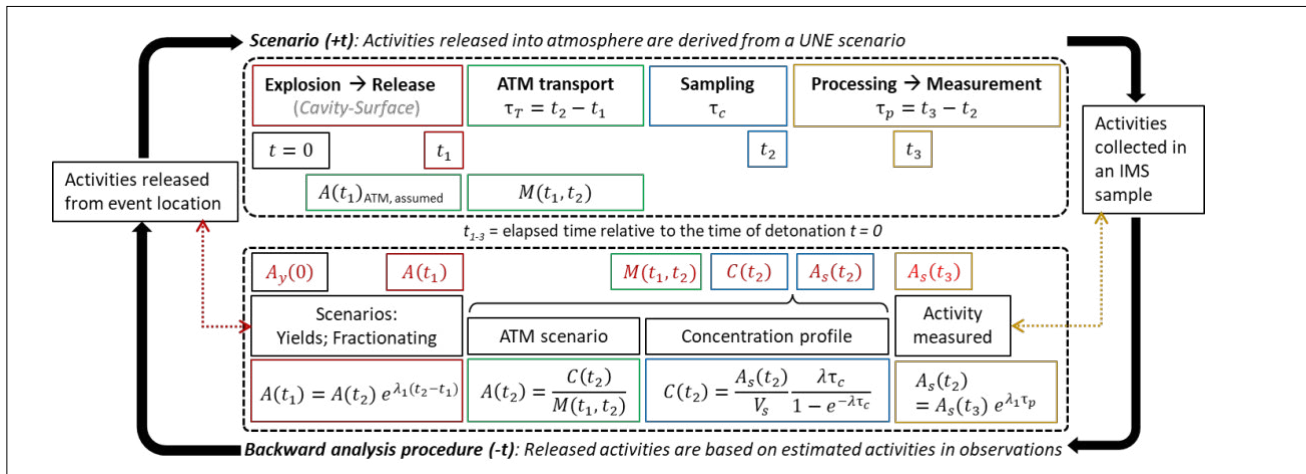 Scenario (+t): Activities released into atmosphere are derived from a UNE scenario
Explosion → Release
(Cavity-Surface)
ATM transport
τ_T = t_2 − t_1
Sampling
τ_c
Processing → Measurement
τ_p = t_3 − t_2
t = 0
t_1
t_2
t_3
A(t_1)_ATM, assumed
M(t_1, t_2)
Activities released
from event location
Activities
collected in
an IMS
sample
t_1-3 = elapsed time relative to the time of detonation t = 0
A_y(0)
A(t_1)
M(t_1, t_2)
C(t_2)
A_s(t_2)
A_s(t_3)
Scenarios:
Yields; Fractionating
ATM scenario
Concentration profile
Activity
measured
A(t_1) = A(t_2) e^{λ_1(t_2−t_1)}
A(t_2) = C(t_2) / M(t_1, t_2)
C(t_2) = A_s(t_2) / V_s λτ_c / 1 − e^{−λτ_c}
A_s(t_2)
= A_s(t_3) e^{λ_1τ_p}
Backward analysis procedure (-t): Released activities are based on estimated activities in observations